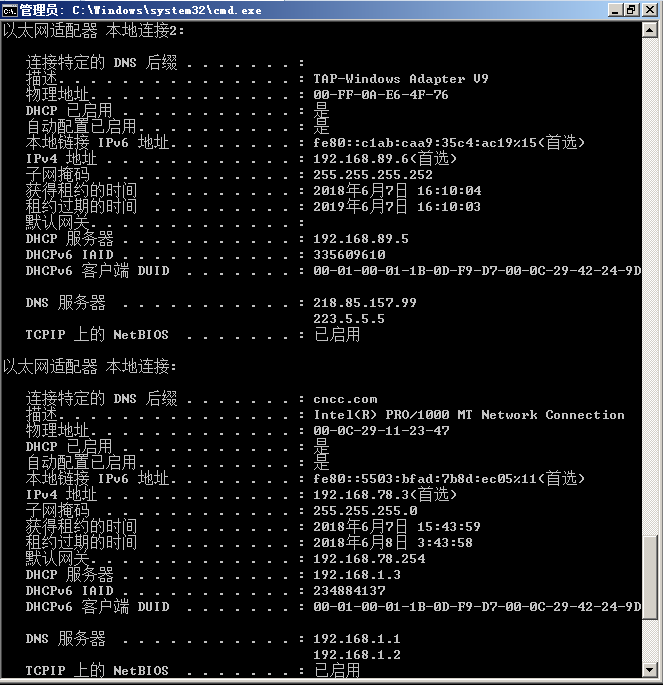 管理员: C:\Windows\system32\cmd.exe
以太网适配器 本地连接2:
连接特定的 DNS 后缀 . . . . . . . :
描述. . . . . . . . . . . . . . . : TAP-Windows Adapter V9
物理地址. . . . . . . . . . . . . : 00-FF-0A-E6-4F-76
DHCP 已启用 . . . . . . . . . . . : 是
自动配置已启用. . . . . . . . . . : 是
本地链接 IPv6 地址. . . . . . . . : fe80::c1ab:caa9:35c4:ac19%15(首选)
IPv4 地址 . . . . . . . . . . . . : 192.168.89.6(首选)
子网掩码 . . . . . . . . . . . . : 255.255.255.252
获得租约的时间 . . . . . . . . . : 2018年6月7日 16:10:04
租约过期的时间 . . . . . . . . . : 2019年6月7日 16:10:03
默认网关. . . . . . . . . . . . . :
DHCP 服务器 . . . . . . . . . . . : 192.168.89.5
DHCPv6 IAID . . . . . . . . . . . : 335609610
DHCPv6 客户端 DUID . . . . . . . : 00-01-00-01-1B-0D-F9-D7-00-0C-29-42-24-9D
DNS 服务器 . . . . . . . . . . . : 218.85.157.99
223.5.5.5
TCPIP 上的 NetBIOS . . . . . . . : 已启用
以太网适配器 本地连接:
连接特定的 DNS 后缀 . . . . . . . : cncc.com
描述. . . . . . . . . . . . . . . : Intel(R) PRO/1000 MT Network Connection
物理地址. . . . . . . . . . . . . : 00-0C-29-11-23-47
DHCP 已启用 . . . . . . . . . . . : 是
自动配置已启用. . . . . . . . . . : 是
本地链接 IPv6 地址. . . . . . . . : fe80::5503:bfad:7b8d:ec05%11(首选)
IPv4 地址 . . . . . . . . . . . . : 192.168.78.3(首选)
子网掩码 . . . . . . . . . . . . : 255.255.255.0
获得租约的时间 . . . . . . . . . : 2018年6月7日 15:43:59
租约过期的时间 . . . . . . . . . : 2018年6月8日 3:43:58
默认网关. . . . . . . . . . . . . : 192.168.78.254
DHCP 服务器 . . . . . . . . . . . : 192.168.1.3
DHCPv6 IAID . . . . . . . . . . . : 234884137
DHCPv6 客户端 DUID . . . . . . . : 00-01-00-01-1B-0D-F9-D7-00-0C-29-42-24-9D
DNS 服务器 . . . . . . . . . . . : 192.168.1.1
192.168.1.2
TCPIP 上的 NetBIOS . . . . . . . : 已启用